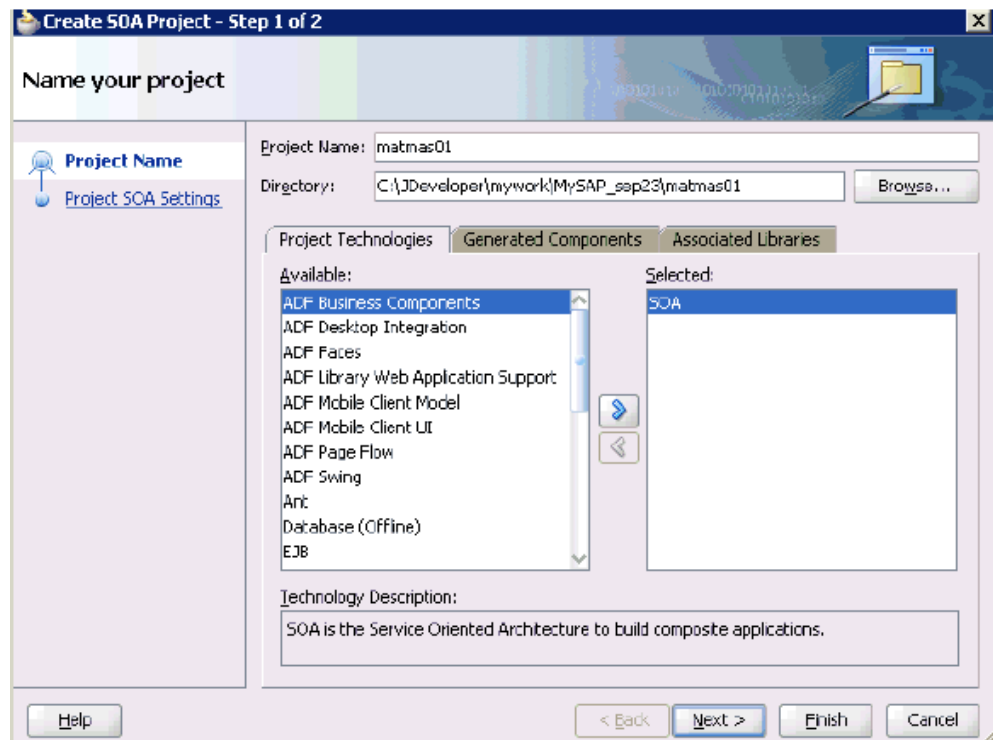 Create SOA Project - Step 1 of 2
Name your project
Project Name
Project SOA Settings
Project Name: matmas01
Directory: C:\JDeveloper\mywork\MySAP_sep23\matmas01 Browse...
Project Technologies Generated Components Associated Libraries
Available: Selected:
ADF Business Components SOA
ADF Desktop Integration
ADF Faces
ADF Library Web Application Support
ADF Mobile Client Model
ADF Mobile Client UI
ADF Page Flow
ADF Swing
Ant
Database (Offline)
EJB
Technology Description:
SOA is the Service Oriented Architecture to build composite applications.
Help < Back Next > Finish Cancel